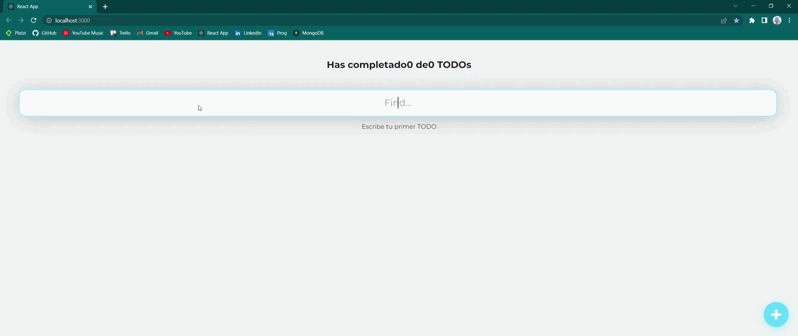 React App
localhost:3000
Platzi GitHub YouTube Music Trello Gmail YouTube React App LinkedIn Prog MongoDB
Has completado0 de0 TODOs
Find...
Escribe tu primer TODO